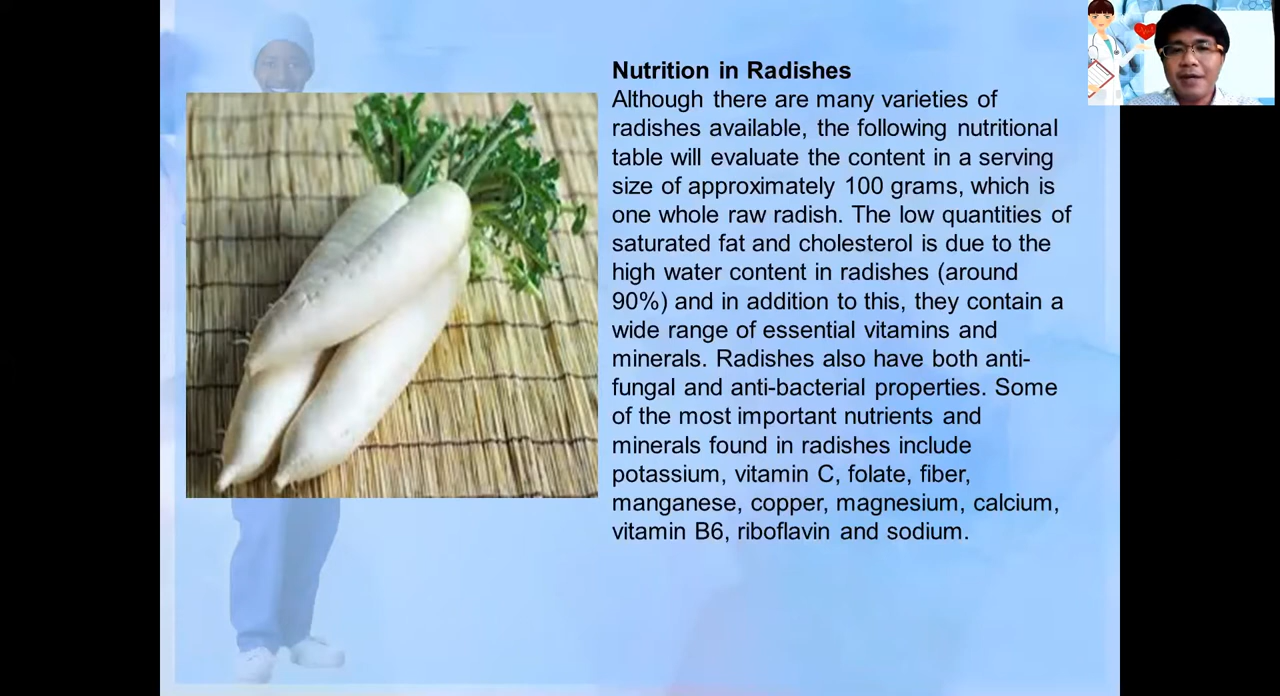 Nutrition in Radishes
Although there are many varieties of
radishes available, the following nutritional
table will evaluate the content in a serving
size of approximately 100 grams, which is
one whole raw radish. The low quantities of
saturated fat and cholesterol is due to the
high water content in radishes (around
90%) and in addition to this, they contain a
wide range of essential vitamins and
minerals. Radishes also have both anti-
fungal and anti-bacterial properties. Some
of the most important nutrients and
minerals found in radishes include
potassium, vitamin C, folate, fiber,
manganese, copper, magnesium, calcium,
vitamin B6, riboflavin and sodium.